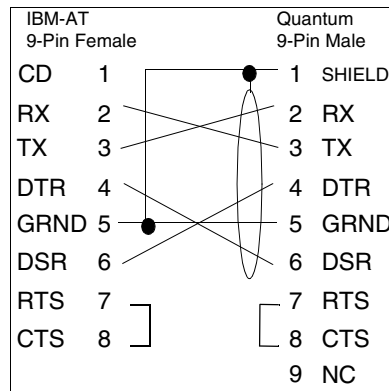 IBM-AT Quantum
9-Pin Female 9-Pin Male
CD 1 1 SHIELD
RX 2 2 RX
TX 3 3 TX
DTR 4 4 DTR
GRND 5 5 GRND
DSR 6 6 DSR
RTS 7 7 RTS
CTS 8 8 CTS
9 NC